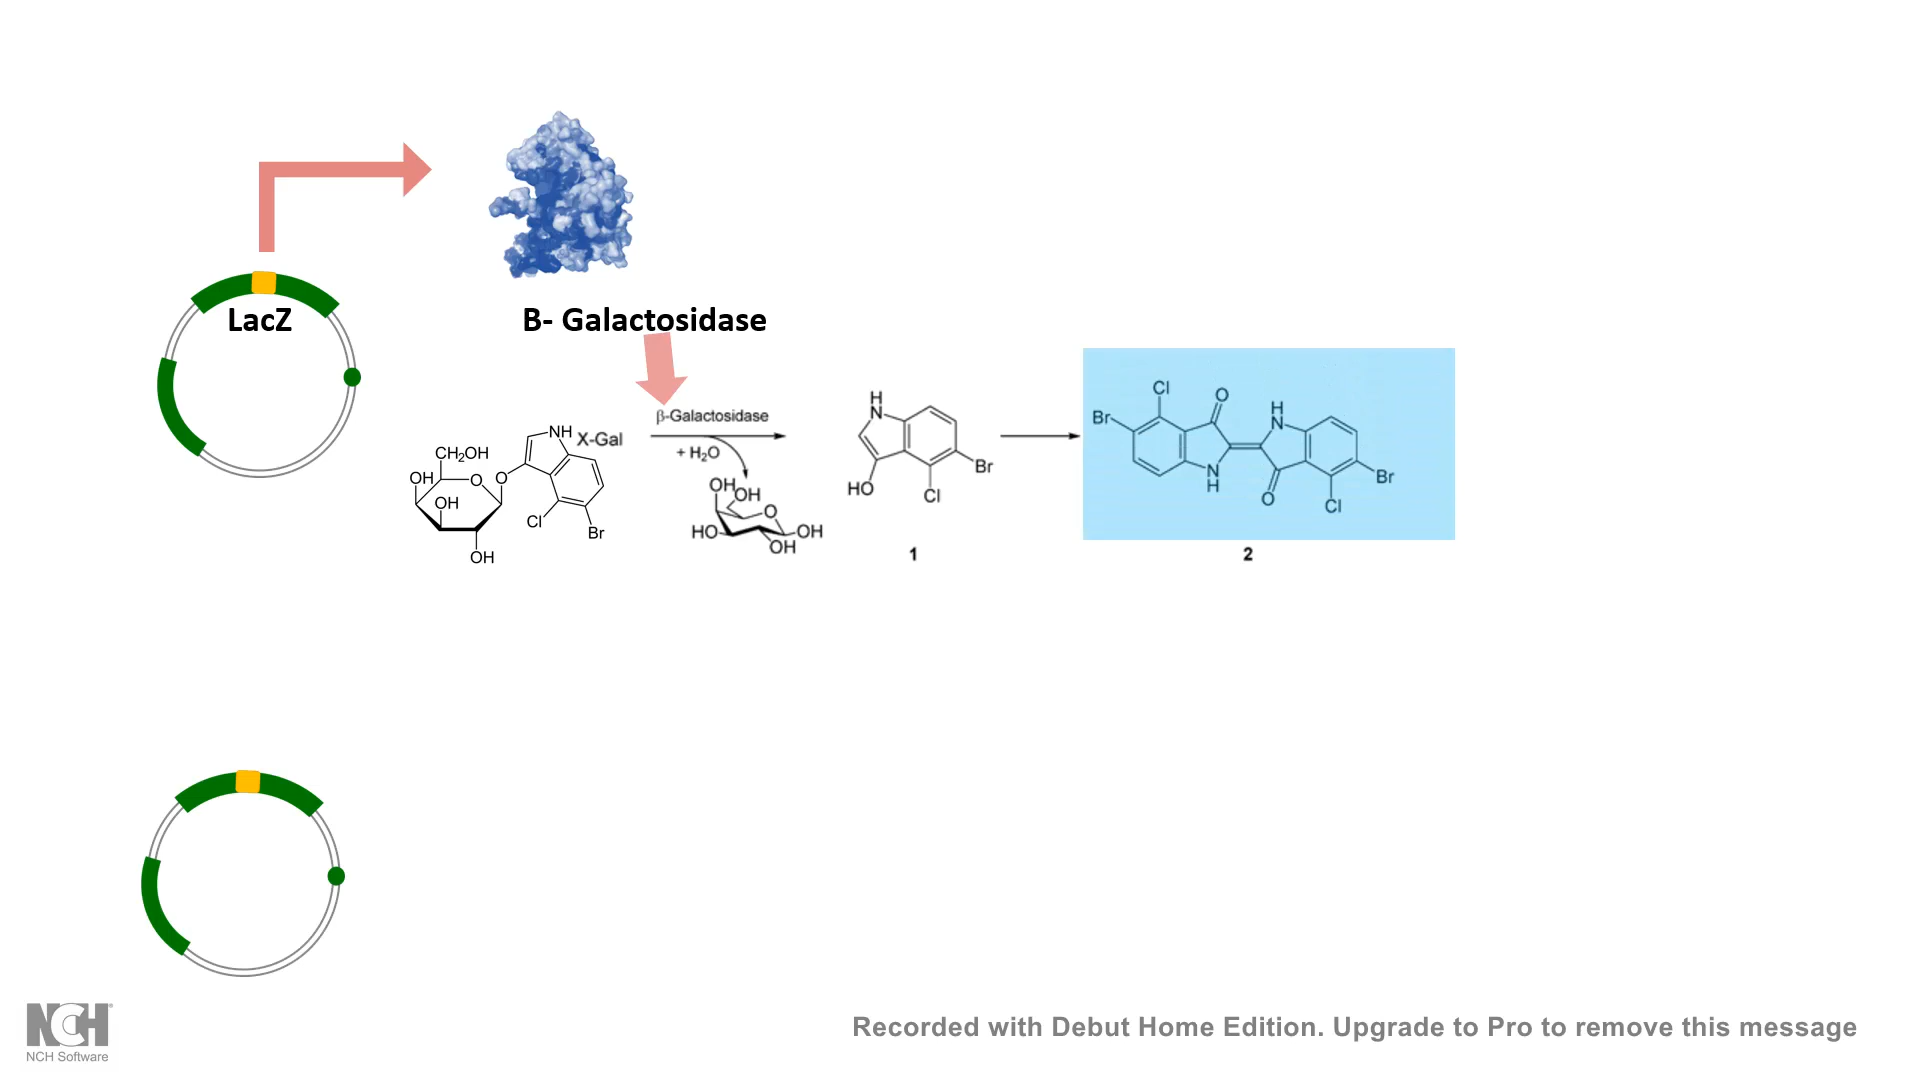 LacZ
B- Galactosidase
β-Galactosidase
+ H₂O
X-Gal
NH
CH₂OH
OH
O
O
OH
Cl
Br
OH
OH
OH
O
HO
OH
OH
H
N
HO
Br
Cl
1
Cl
O
H
N
Br
N
H
O
Br
Cl
2
NCH
®
NCH Software
Recorded with Debut Home Edition. Upgrade to Pro to remove this message